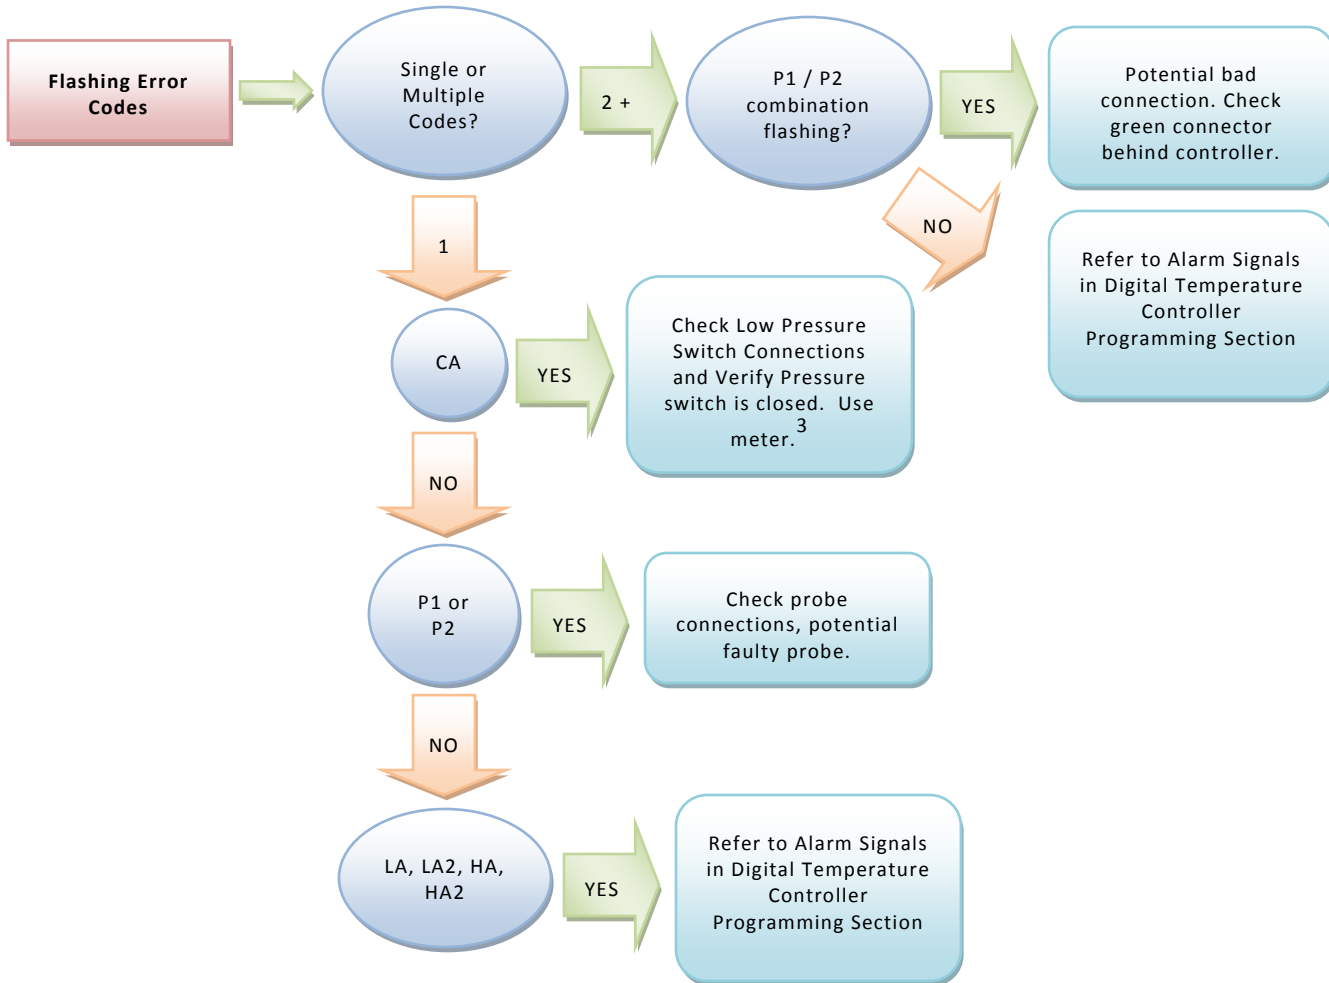 Flashing Error
Codes
Single or
Multiple
Codes?
2 +
P1 / P2
combination
flashing?
YES
Potential bad
connection. Check
green connector
behind controller.
NO
Refer to Alarm Signals
in Digital Temperature
Controller
Programming Section
1
CA
YES
Check Low Pressure
Switch Connections
and Verify Pressure
switch is closed.  Use
meter.3
NO
P1 or
P2
YES
Check probe
connections, potential
faulty probe.
NO
LA, LA2, HA,
HA2
YES
Refer to Alarm Signals
in Digital Temperature
Controller
Programming Section